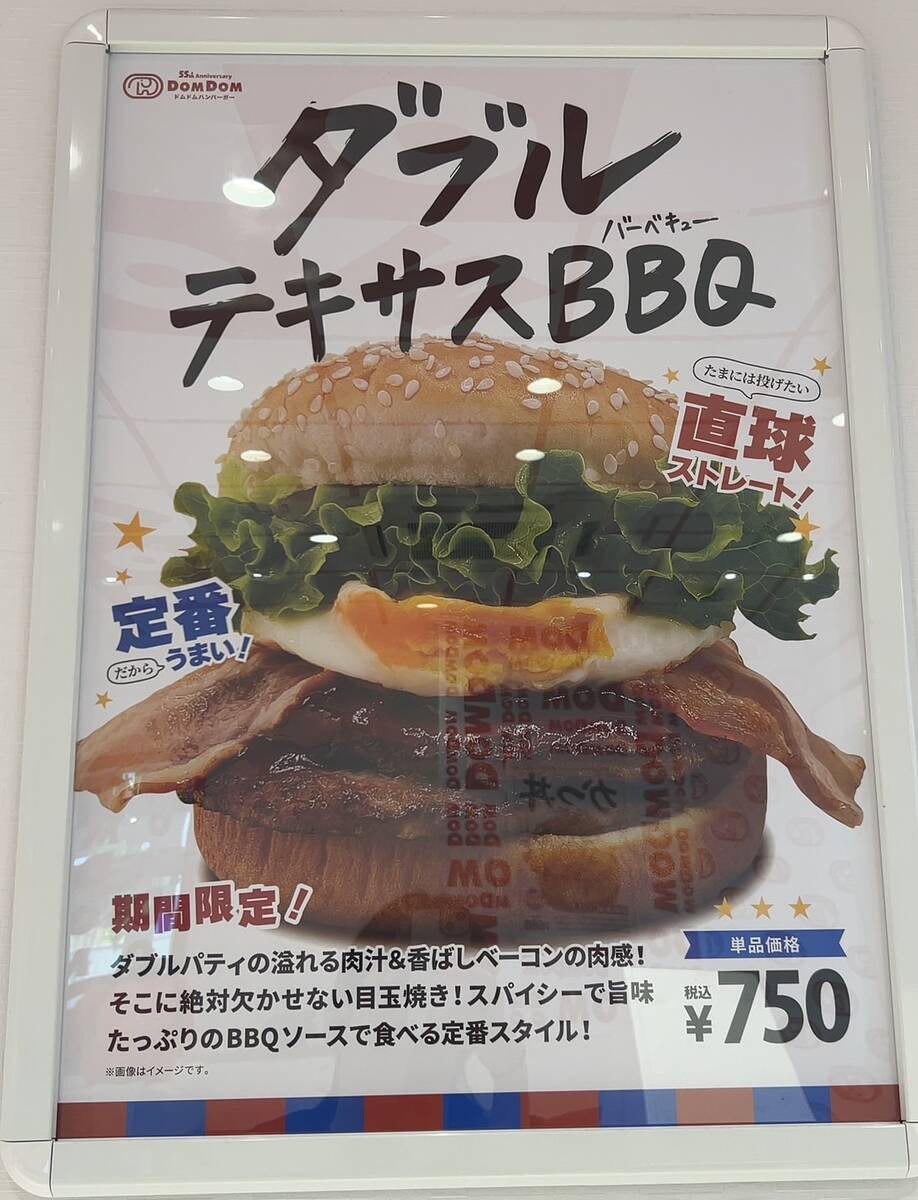 55th Anniversary
DOMDOM
ドムドムハンバーガー
ダブル
バーベキュー
テキサスBBQ
たまには投げたい
直球
ストレート!
定番
だからうまい!
期間限定!
ダブルパティの溢れる肉汁&香ばしベーコンの肉感!
そこに絶対欠かせない目玉焼き!スパイシーで旨味
たっぷりのBBQソースで食べる定番スタイル!
※画像はイメージです。
単品価格
税込
¥750